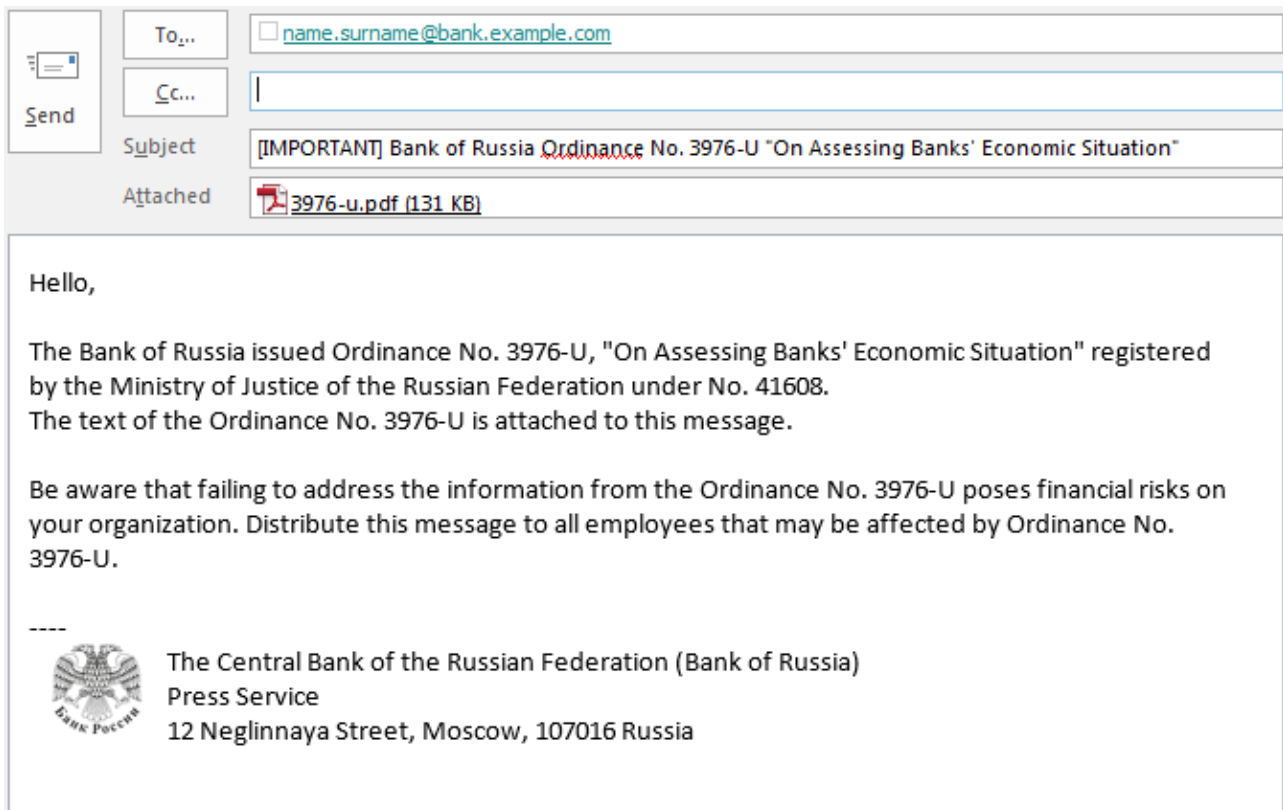 To...
name.surname@bank.example.com
Cc...
Send
Subject
[IMPORTANT] Bank of Russia Ordinance No. 3976-U "On Assessing Banks' Economic Situation"
Attached
3976-u.pdf (131 KB)
Hello,
The Bank of Russia issued Ordinance No. 3976-U, "On Assessing Banks' Economic Situation" registered
by the Ministry of Justice of the Russian Federation under No. 41608.
The text of the Ordinance No. 3976-U is attached to this message.
Be aware that failing to address the information from the Ordinance No. 3976-U poses financial risks on
your organization. Distribute this message to all employees that may be affected by Ordinance No.
3976-U.
----
Банк России
The Central Bank of the Russian Federation (Bank of Russia)
Press Service
12 Neglinnaya Street, Moscow, 107016 Russia